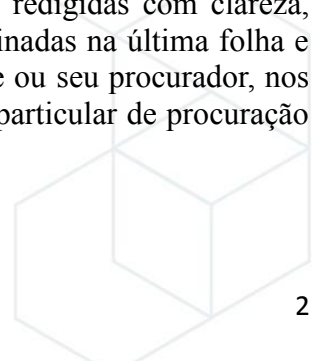 redigidas com clareza,
inadas na última folha e
e ou seu procurador, nos
particular de procuração
2